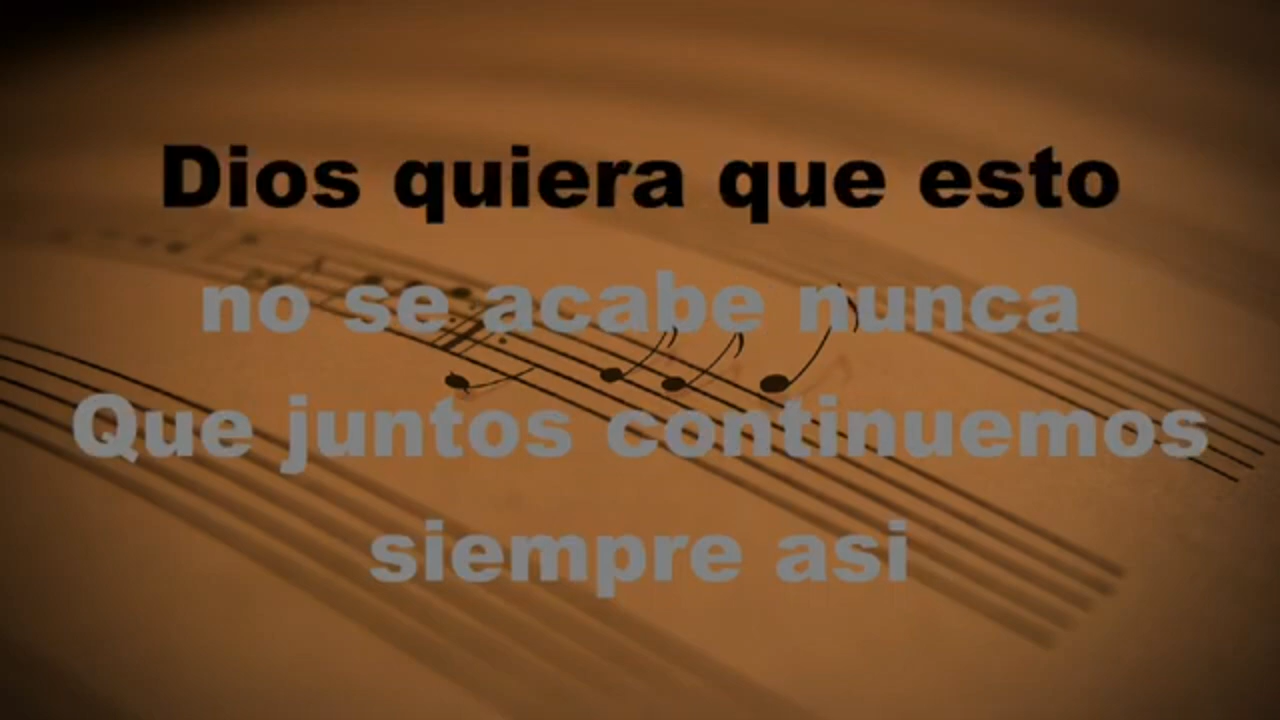 Dios quiera que esto
no se acabe nunca
Que juntos continuemos
siempre asi